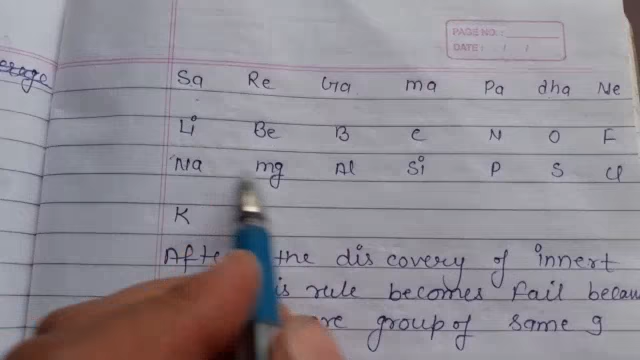 erage
PAGE NO.:
DATE: / /
Sa Re Ga ma Pa dha Ne
Li Be B C N O F
Na mg Al Si P S Cl
K
After the discovery of innert
is rule becomes Fail becau
group of same g